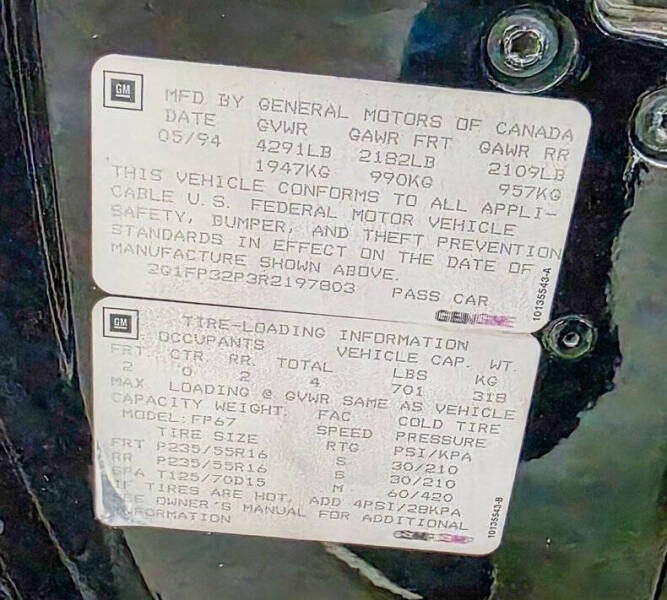 GM
MFD BY GENERAL MOTORS OF CANADA
DATE GVWR GAWR FRT GAWR RR
05/94 4291LB 2182LB 2109LB
1947KG 990KG 957KG
THIS VEHICLE CONFORMS TO ALL APPLI-
CABLE U.S. FEDERAL MOTOR VEHICLE
SAFETY, BUMPER, AND THEFT PREVENTION
STANDARDS IN EFFECT ON THE DATE OF
MANUFACTURE SHOWN ABOVE.
2G1FP32P3R2197803 PASS CAR
10135543-A
GM
TIRE-LOADING INFORMATION
OCCUPANTS VEHICLE CAP. WT.
FRT. CTR. RR. TOTAL LBS KG
2 0 2 4 701 318
MAX. LOADING @ GVWR SAME AS VEHICLE
CAPACITY WEIGHT. FAC COLD TIRE
MODEL:FP67 SPEED PRESSURE
TIRE SIZE RTG PSI/KPA
FRT P235/55R16 S 30/210
RR P235/55R16 S 30/210
SPA T125/70D15 M 60/420
IF TIRES ARE HOT, ADD 4PSI/28KPA
OWNER'S MANUAL FOR ADDITIONAL
INFORMATION
10135543-B